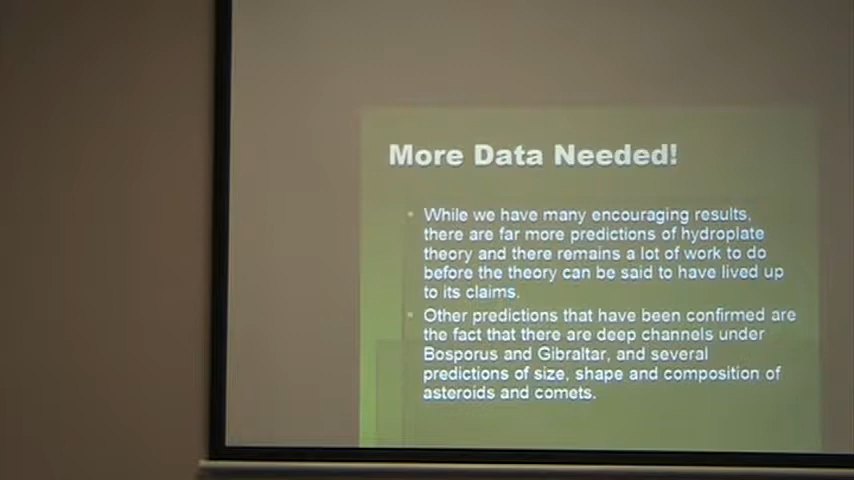 More Data Needed!
While we have many encouraging results,
there are far more predictions of hydroplate
theory and there remains a lot of work to do
before the theory can be said to have lived up
to its claims.
Other predictions that have been confirmed are
the fact that there are deep channels under
Bosporus and Gibraltar, and several
predictions of size, shape and composition of
asteroids and comets.